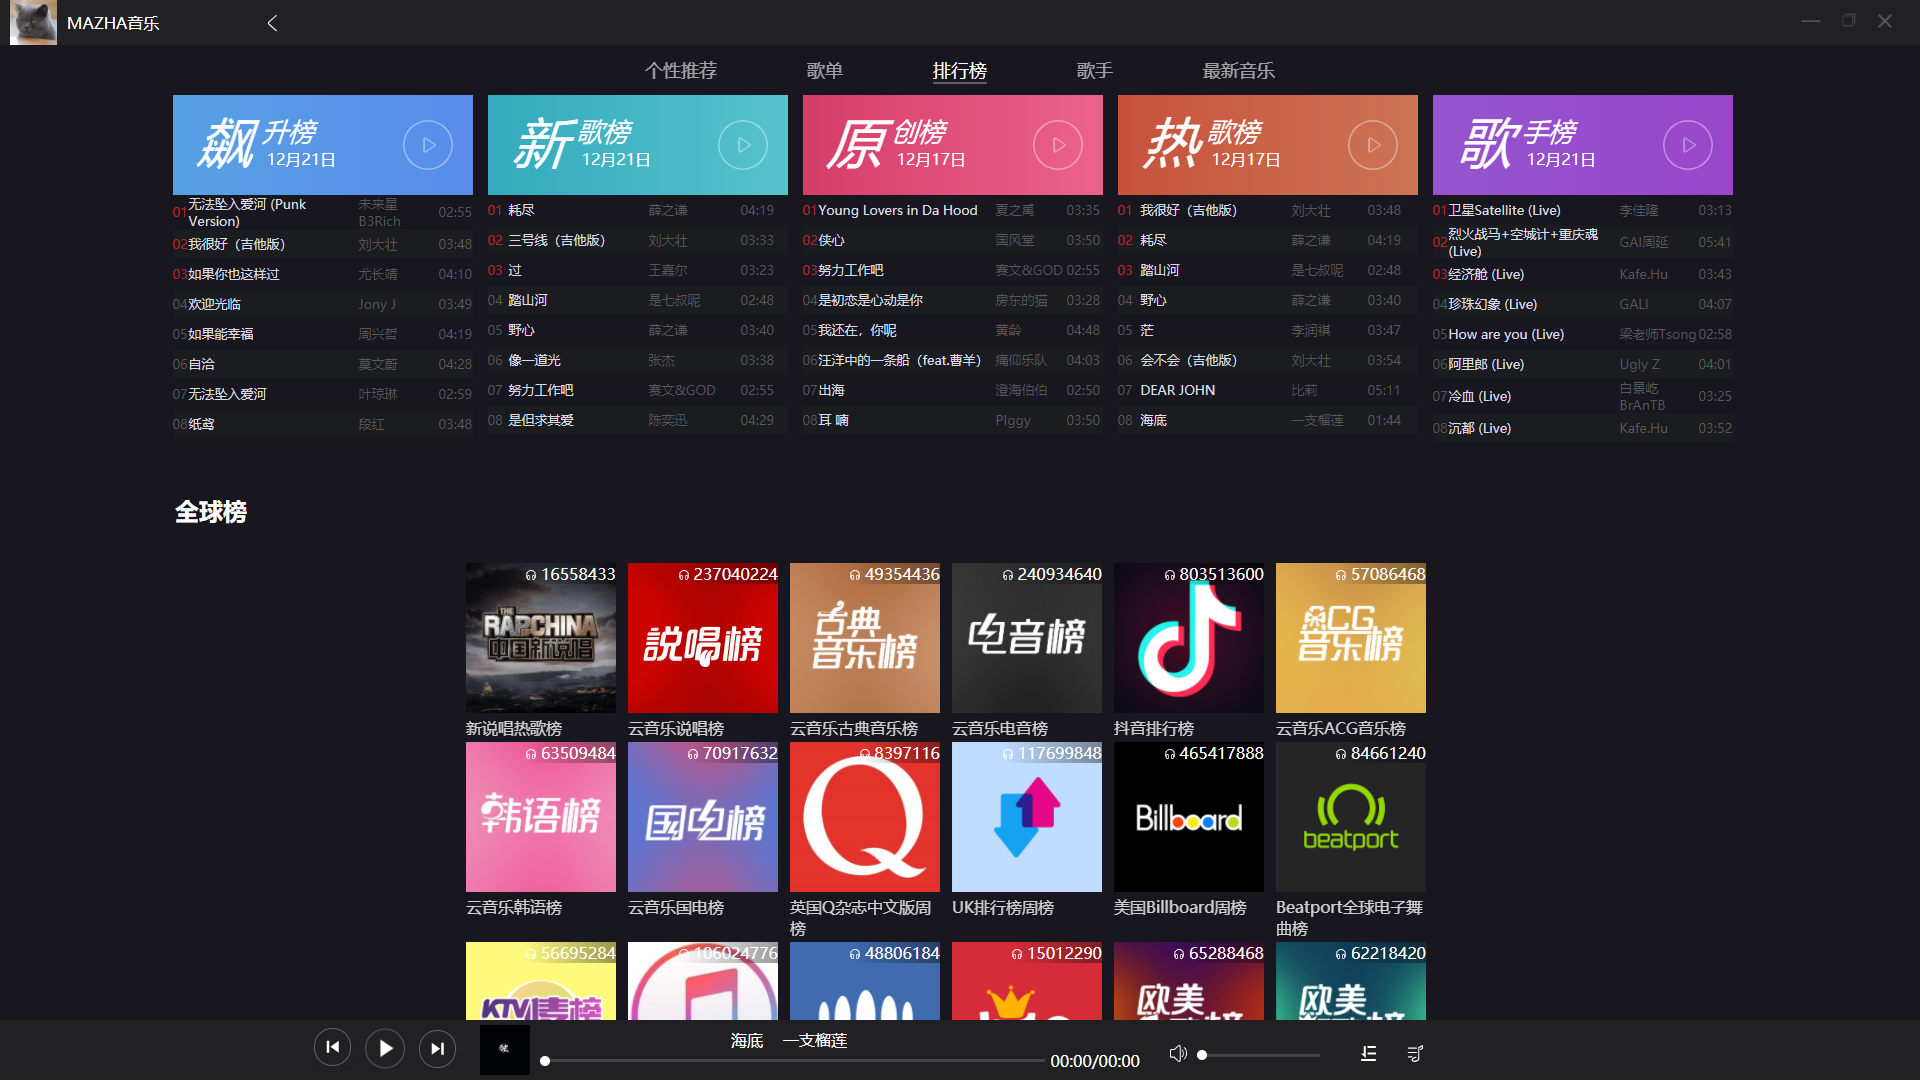 MAZHA音乐
个性推荐 歌单 排行榜 歌手 最新音乐
飙升榜
12月21日
01 无法坠入爱河 (Punk Version) 未来星B3Rich 02:55
02 我很好（吉他版） 刘大壮 03:48
03 如果你也这样过 尤长靖 04:10
04 欢迎光临 Jony J 03:49
05 如果能幸福 周兴哲 04:19
06 自洽 莫文蔚 04:28
07 无法坠入爱河 叶琼琳 02:59
08 纸鸢 段红 03:48
新歌榜
12月21日
01 耗尽 薛之谦 04:19
02 三号线（吉他版） 刘大壮 03:33
03 过 王嘉尔 03:23
04 踏山河 是七叔呢 02:48
05 野心 薛之谦 03:40
06 像一道光 张杰 03:38
07 努力工作吧 赛文&GOD 02:55
08 是但求其爱 陈奕迅 04:29
原创榜
12月17日
01 Young Lovers in Da Hood 夏之禹 03:35
02 侠心 国风堂 03:50
03 努力工作吧 赛文&GOD 02:55
04 是初恋是心动是你 房东的猫 03:28
05 我还在，你呢 黄龄 04:48
06 汪洋中的一条船（feat.曹羊） 痛仰乐队 04:03
07 出海 澄海伯伯 02:50
08 耳 喃 PIggy 03:50
热歌榜
12月17日
01 我很好（吉他版） 刘大壮 03:48
02 耗尽 薛之谦 04:19
03 踏山河 是七叔呢 02:48
04 野心 薛之谦 03:40
05 茫 李润祺 03:47
06 会不会（吉他版） 刘大壮 03:54
07 DEAR JOHN 比莉 05:11
08 海底 一支榴莲 01:44
歌手榜
12月21日
01 卫星Satellite (Live) 李佳隆 03:13
02 烈火战马+空城计+重庆魂 (Live) GAI周延 05:41
03 经济舱 (Live) Kafe.Hu 03:43
04 珍珠幻象 (Live) GALI 04:07
05 How are you (Live) 梁老师Tsong 02:58
06 阿里郎 (Live) Ugly Z 04:01
07 冷血 (Live) 白景屹BrAnTB 03:25
08 沉都 (Live) Kafe.Hu 03:52
全球榜
16558433 237040224 49354436 240934640 803513600 57086468
THE RAP CHINA 中国新说唱
説唱榜
古典音乐榜
电音榜
ACG音乐榜
新说唱热歌榜 云音乐说唱榜 云音乐古典音乐榜 云音乐电音榜 抖音排行榜 云音乐ACG音乐榜
63509484 70917632 8397116 117699848 465417888 84661240
韩语榜
国电榜
Q
Billboard
beatport
云音乐韩语榜 云音乐国电榜 英国Q杂志中文版周榜 UK排行榜周榜 美国Billboard周榜 Beatport全球电子舞曲榜
56695284 106024776 48806184 15012290 65288468 62218420
KTV唛榜
欧美
欧美
海底 一支榴莲
00:00/00:00